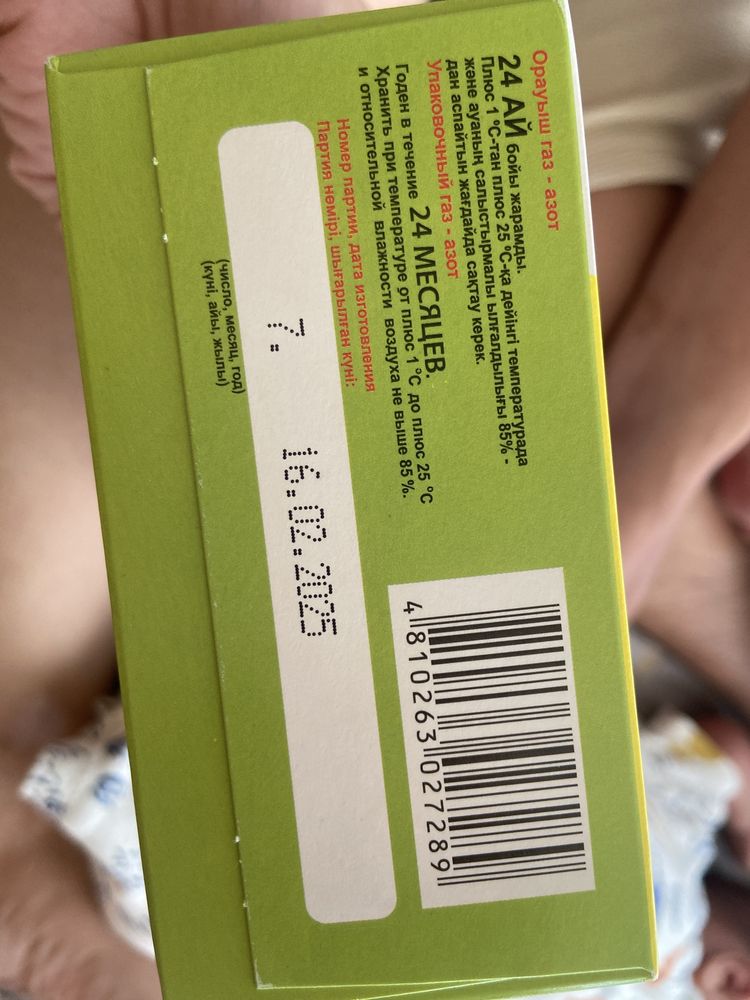 Орауыш газ - азот
24 АЙ бойы жарамды.
Плюс 1 °С-тан плюс 25 °С-қа дейінгі температурада
және ауаның салыстырмалы ылғалдылығы 85% -
дан аспайтын жағдайда сақтау керек.
Упаковочный газ - азот
Годен в течение 24 МЕСЯЦЕВ.
Хранить при температуре от плюс 1 °С до плюс 25 °С
и относительной влажности воздуха не выше 85 %.
Номер партии, дата изготовления
Партия нөмірі, шығарылған күні:
7. 16.02.2025
(число, месяц, год)
(күні, айы, жылы)
4 810263 027289